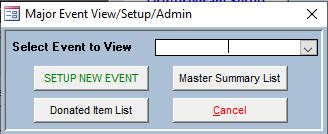 Major Event View/Setup/Admin
Select Event to View
SETUP NEW EVENT
Master Summary List
Donated Item List
Cancel